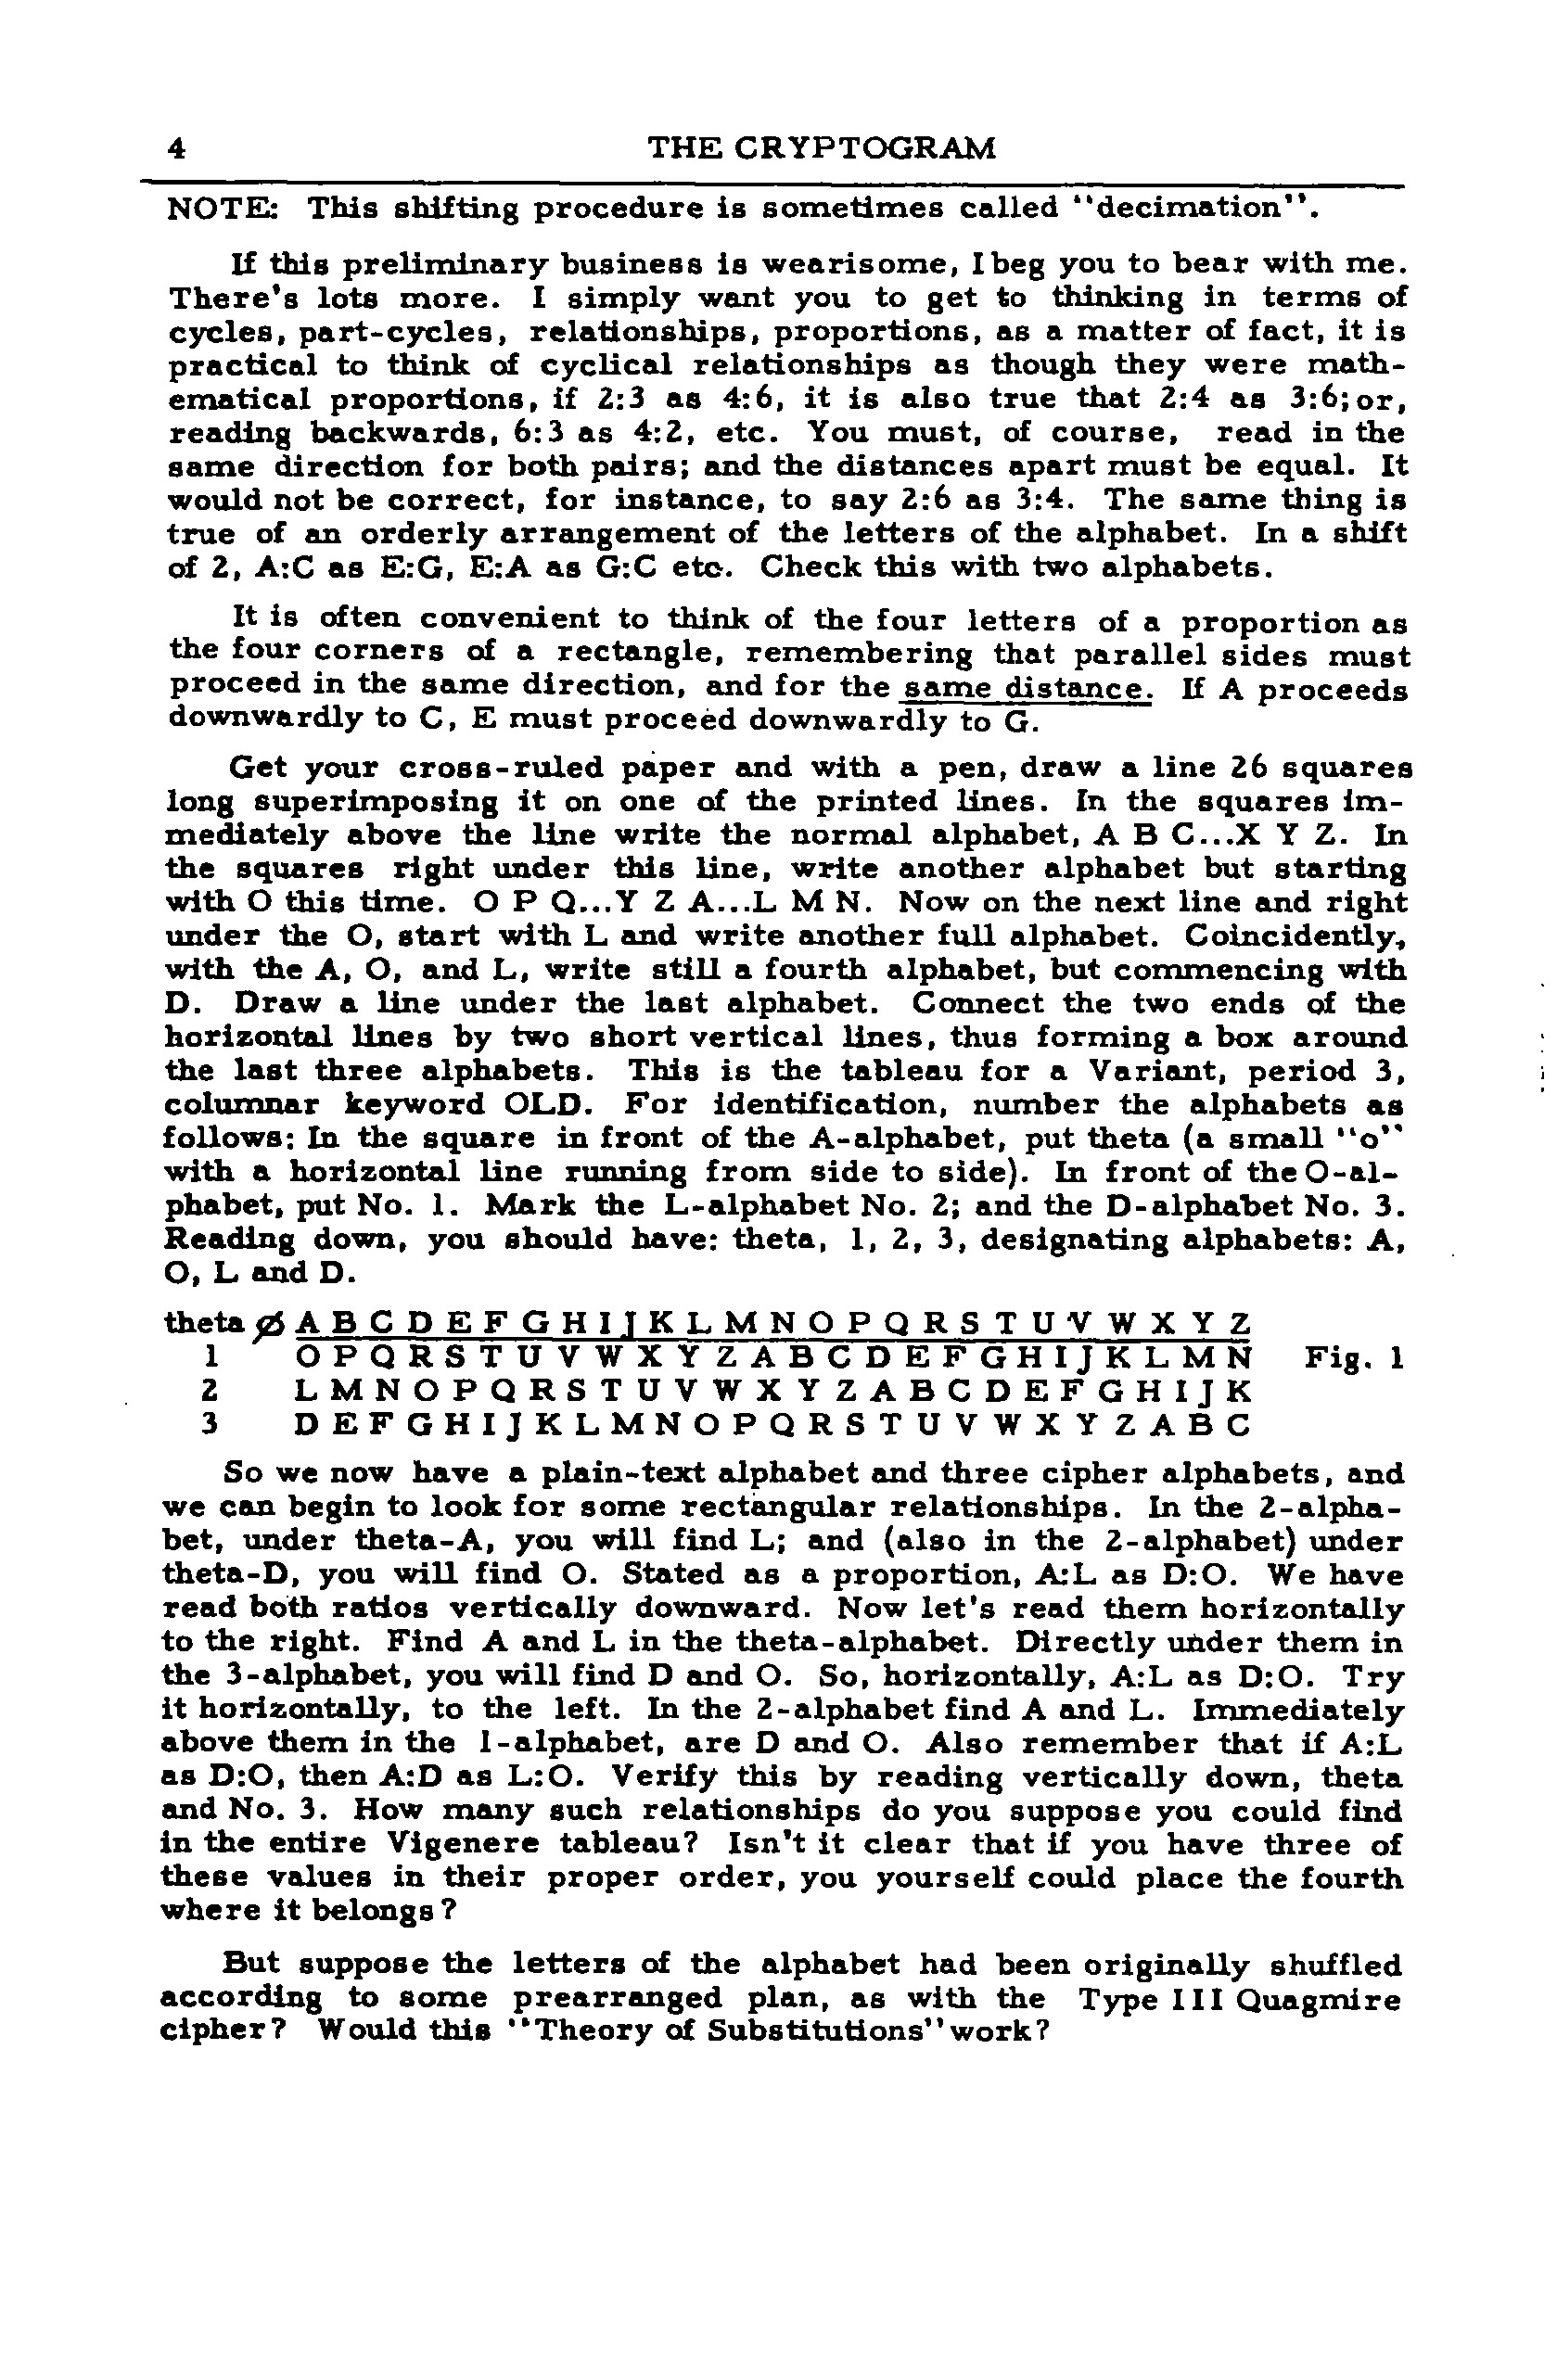 4 THE CRYPTOGRAM
NOTE: This shifting procedure is sometimes called "decimation".
If this preliminary business is wearisome, I beg you to bear with me.
There's lots more. I simply want you to get to thinking in terms of
cycles, part-cycles, relationships, proportions, as a matter of fact, it is
practical to think of cyclical relationships as though they were math-
ematical proportions, if 2:3 as 4:6, it is also true that 2:4 as 3:6; or,
reading backwards, 6:3 as 4:2, etc. You must, of course, read in the
same direction for both pairs; and the distances apart must be equal. It
would not be correct, for instance, to say 2:6 as 3:4. The same thing is
true of an orderly arrangement of the letters of the alphabet. In a shift
of 2, A:C as E:G, E:A as G:C etc. Check this with two alphabets.
It is often convenient to think of the four letters of a proportion as
the four corners of a rectangle, remembering that parallel sides must
proceed in the same direction, and for the same distance. If A proceeds
downwardly to C, E must proceed downwardly to G.
Get your cross-ruled paper and with a pen, draw a line 26 squares
long superimposing it on one of the printed lines. In the squares im-
mediately above the line write the normal alphabet, A B C...X Y Z. In
the squares right under this line, write another alphabet but starting
with O this time. O P Q...Y Z A...L M N. Now on the next line and right
under the O, start with L and write another full alphabet. Coincidently,
with the A, O, and L, write still a fourth alphabet, but commencing with
D. Draw a line under the last alphabet. Connect the two ends of the
horizontal lines by two short vertical lines, thus forming a box around
the last three alphabets. This is the tableau for a Variant, period 3,
columnar keyword OLD. For identification, number the alphabets as
follows: In the square in front of the A-alphabet, put theta (a small "o"
with a horizontal line running from side to side). In front of the O-al-
phabet, put No. 1. Mark the L-alphabet No. 2; and the D-alphabet No. 3.
Reading down, you should have: theta, 1, 2, 3, designating alphabets: A,
O, L and D.
theta ø A B C D E F G H I J K L M N O P Q R S T U V W X Y Z
1 O P Q R S T U V W X Y Z A B C D E F G H I J K L M N Fig. 1
2 L M N O P Q R S T U V W X Y Z A B C D E F G H I J K
3 D E F G H I J K L M N O P Q R S T U V W X Y Z A B C
So we now have a plain-text alphabet and three cipher alphabets, and
we can begin to look for some rectangular relationships. In the 2-alpha-
bet, under theta-A, you will find L; and (also in the 2-alphabet) under
theta-D, you will find O. Stated as a proportion, A:L as D:O. We have
read both ratios vertically downward. Now let's read them horizontally
to the right. Find A and L in the theta-alphabet. Directly under them in
the 3-alphabet, you will find D and O. So, horizontally, A:L as D:O. Try
it horizontally, to the left. In the 2-alphabet find A and L. Immediately
above them in the 1-alphabet, are D and O. Also remember that if A:L
as D:O, then A:D as L:O. Verify this by reading vertically down, theta
and No. 3. How many such relationships do you suppose you could find
in the entire Vigenere tableau? Isn't it clear that if you have three of
these values in their proper order, you yourself could place the fourth
where it belongs?
But suppose the letters of the alphabet had been originally shuffled
according to some prearranged plan, as with the Type III Quagmire
cipher? Would this "Theory of Substitutions" work?